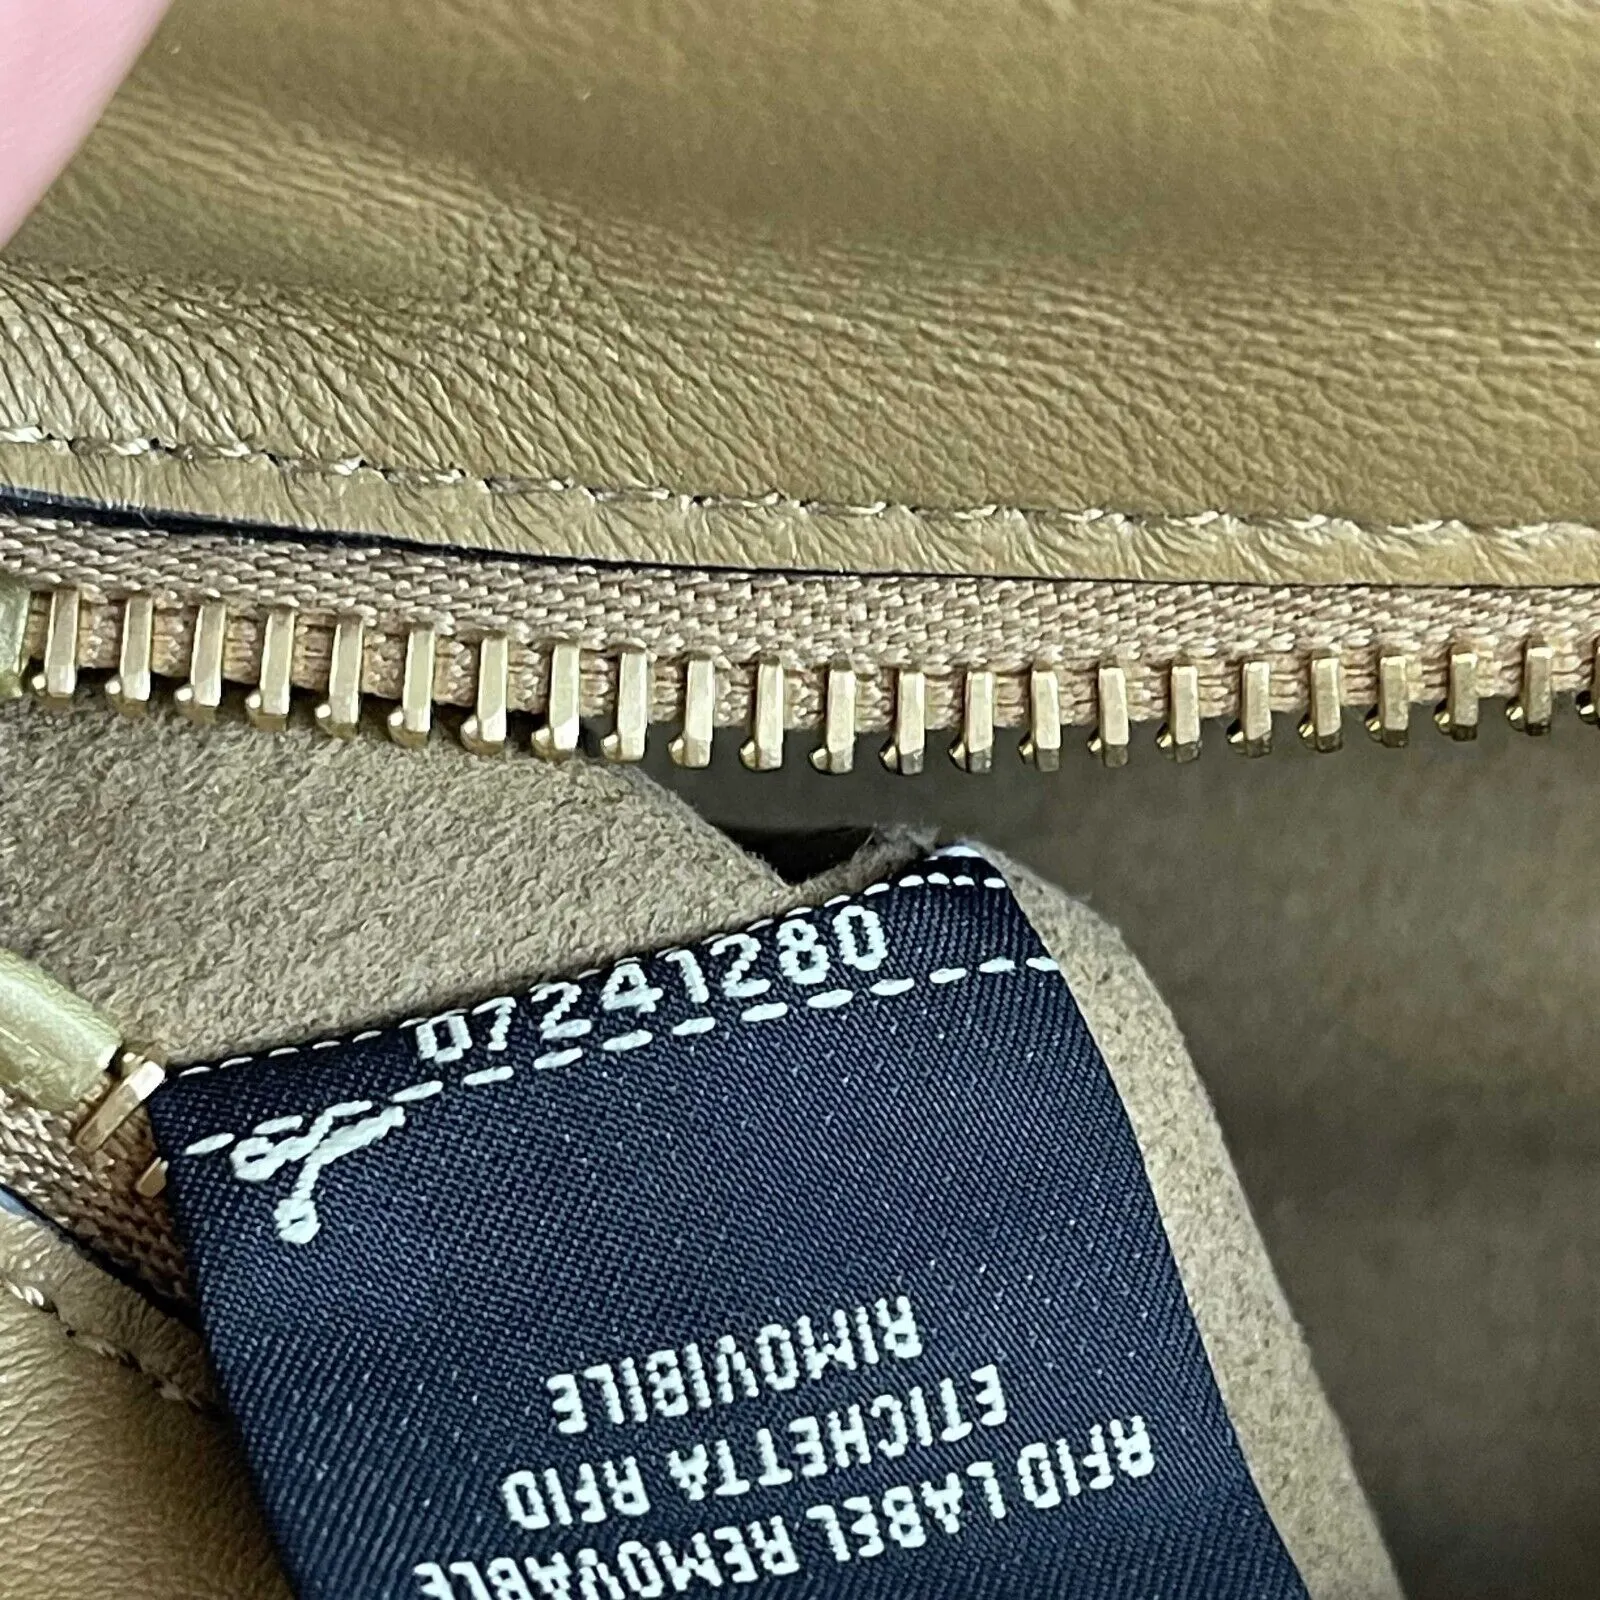 07241280
RFID LABEL REMOVABLE
ETICHETTA RFID
RIMOVIBILE